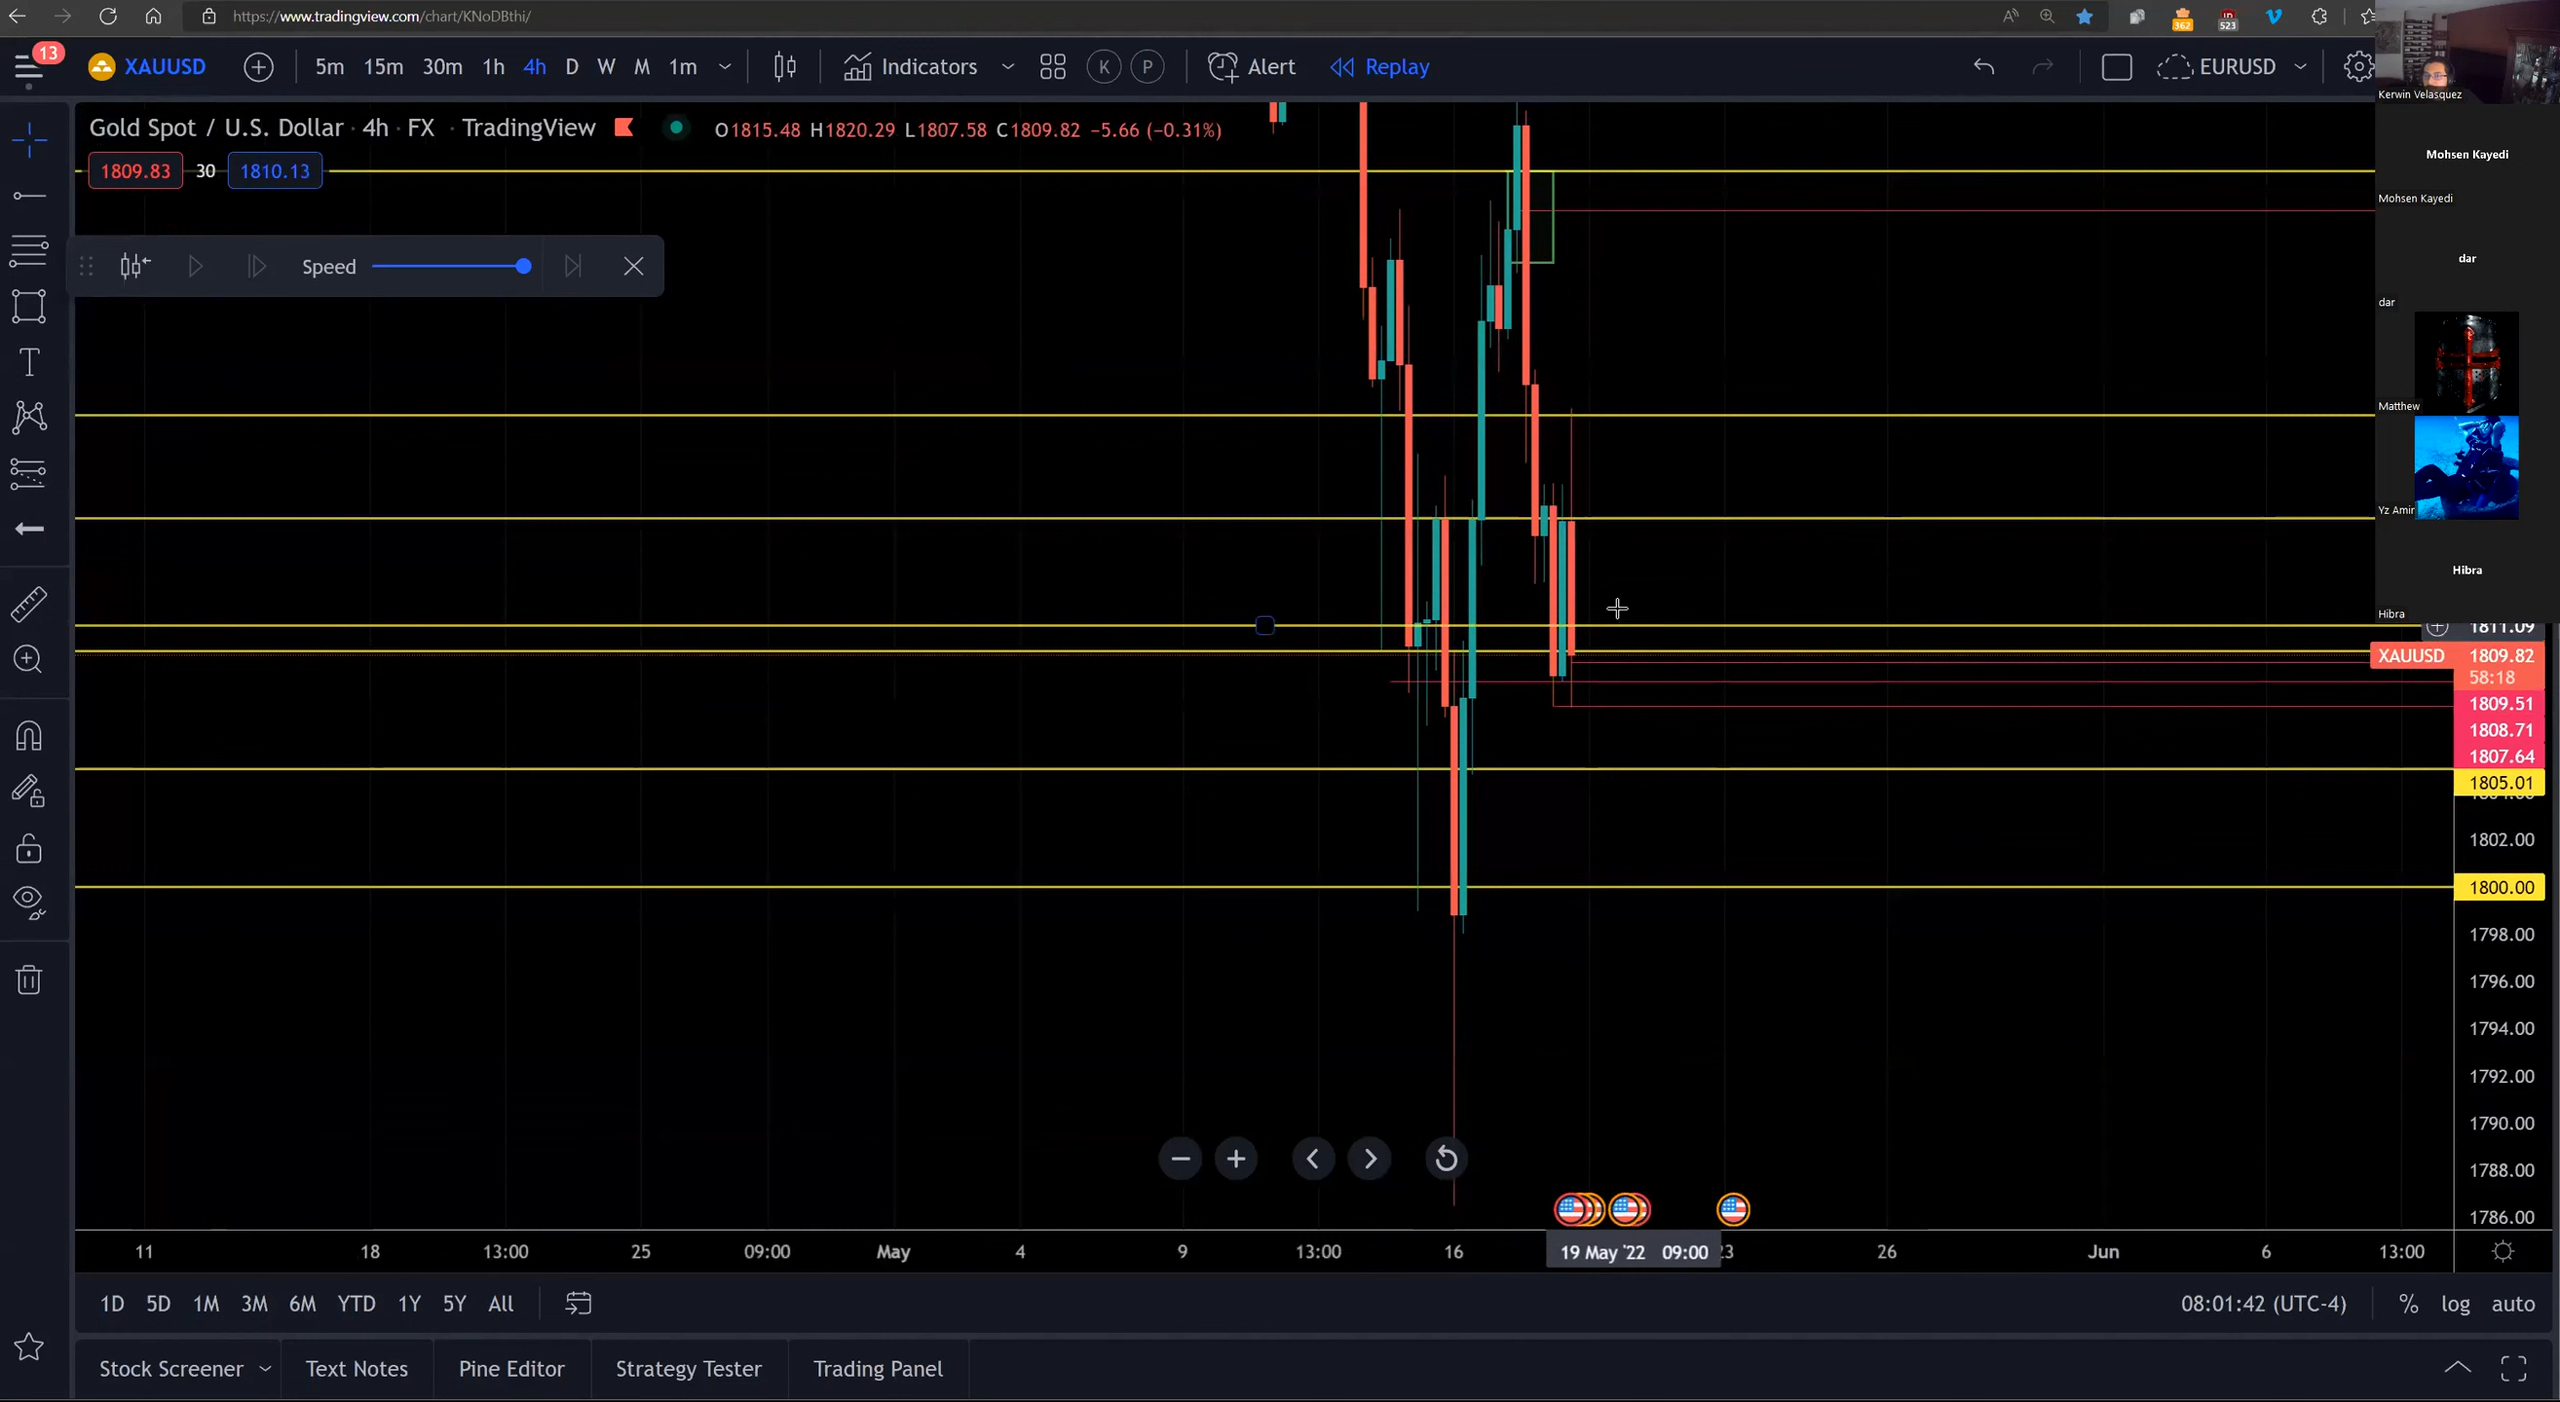 https://www.tradingview.com/chart/KNoDBthi/
362
523
13
XAUUSD
5m 15m 30m 1h 4h D W M 1m
Indicators
K P
Alert
Replay
EURUSD
Kerwin Velasquez
Gold Spot / U.S. Dollar · 4h · FX · TradingView
O1815.48 H1820.29 L1807.58 C1809.82 −5.66 (−0.31%)
1809.83 30 1810.13
Mohsen Kayedi
Mohsen Kayedi
Speed
dar
dar
Matthew
Yz Amir
Hibra
Hibra
1811.09
XAUUSD 1809.82
58:18
1809.51
1808.71
1807.64
1805.01
1802.00
1800.00
1798.00
1796.00
1794.00
1792.00
1790.00
1788.00
1786.00
11 18 13:00 25 09:00 May 4 9 13:00 16 19 May '22 09:00 23 26 Jun 6 13:00
1D 5D 1M 3M 6M YTD 1Y 5Y All
08:01:42 (UTC-4) % log auto
Stock Screener Text Notes Pine Editor Strategy Tester Trading Panel